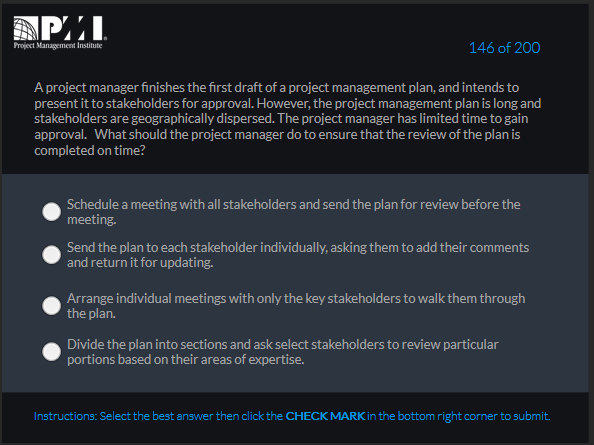 PMI
Project Management Institute
146 of 200
A project manager finishes the first draft of a project management plan, and intends to
present it to stakeholders for approval. However, the project management plan is long and
stakeholders are geographically dispersed. The project manager has limited time to gain
approval. What should the project manager do to ensure that the review of the plan is
completed on time?
Schedule a meeting with all stakeholders and send the plan for review before the
meeting.
Send the plan to each stakeholder individually, asking them to add their comments
and return it for updating.
Arrange individual meetings with only the key stakeholders to walk them through
the plan.
Divide the plan into sections and ask select stakeholders to review particular
portions based on their areas of expertise.
Instructions: Select the best answer then click the CHECK MARK in the bottom right corner to submit.